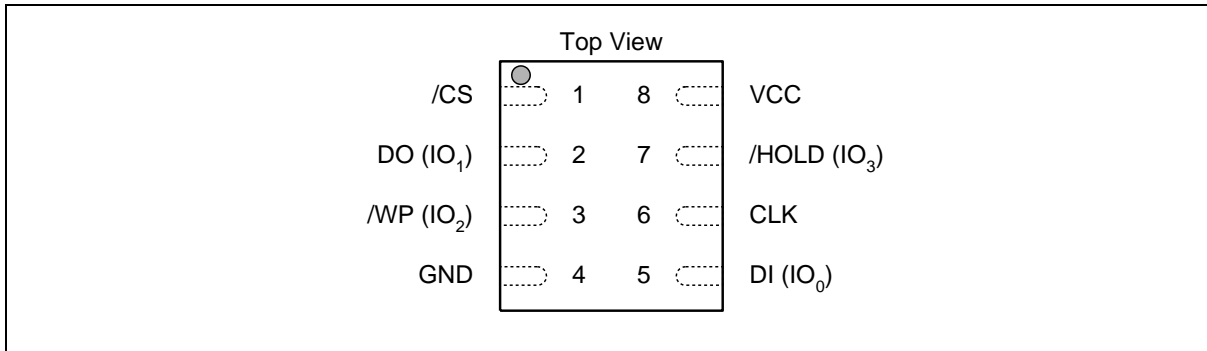 Top View
/CS 1 8 VCC
DO (IO₁) 2 7 /HOLD (IO₃)
/WP (IO₂) 3 6 CLK
GND 4 5 DI (IO₀)